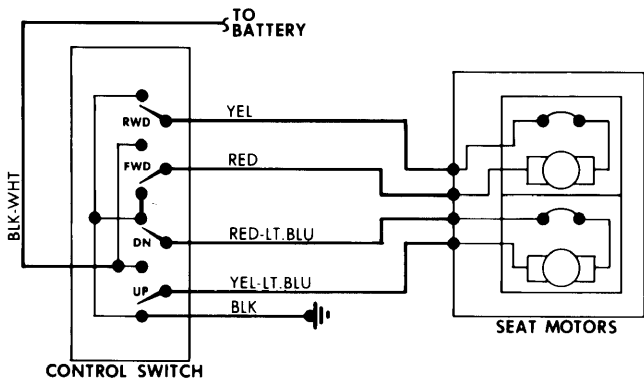 TO
BATTERY
RWD
YEL
FWD
RED
BLK-WHT
DN
RED-LT.BLU
UP
YEL-LT.BLU
BLK
SEAT MOTORS
CONTROL SWITCH